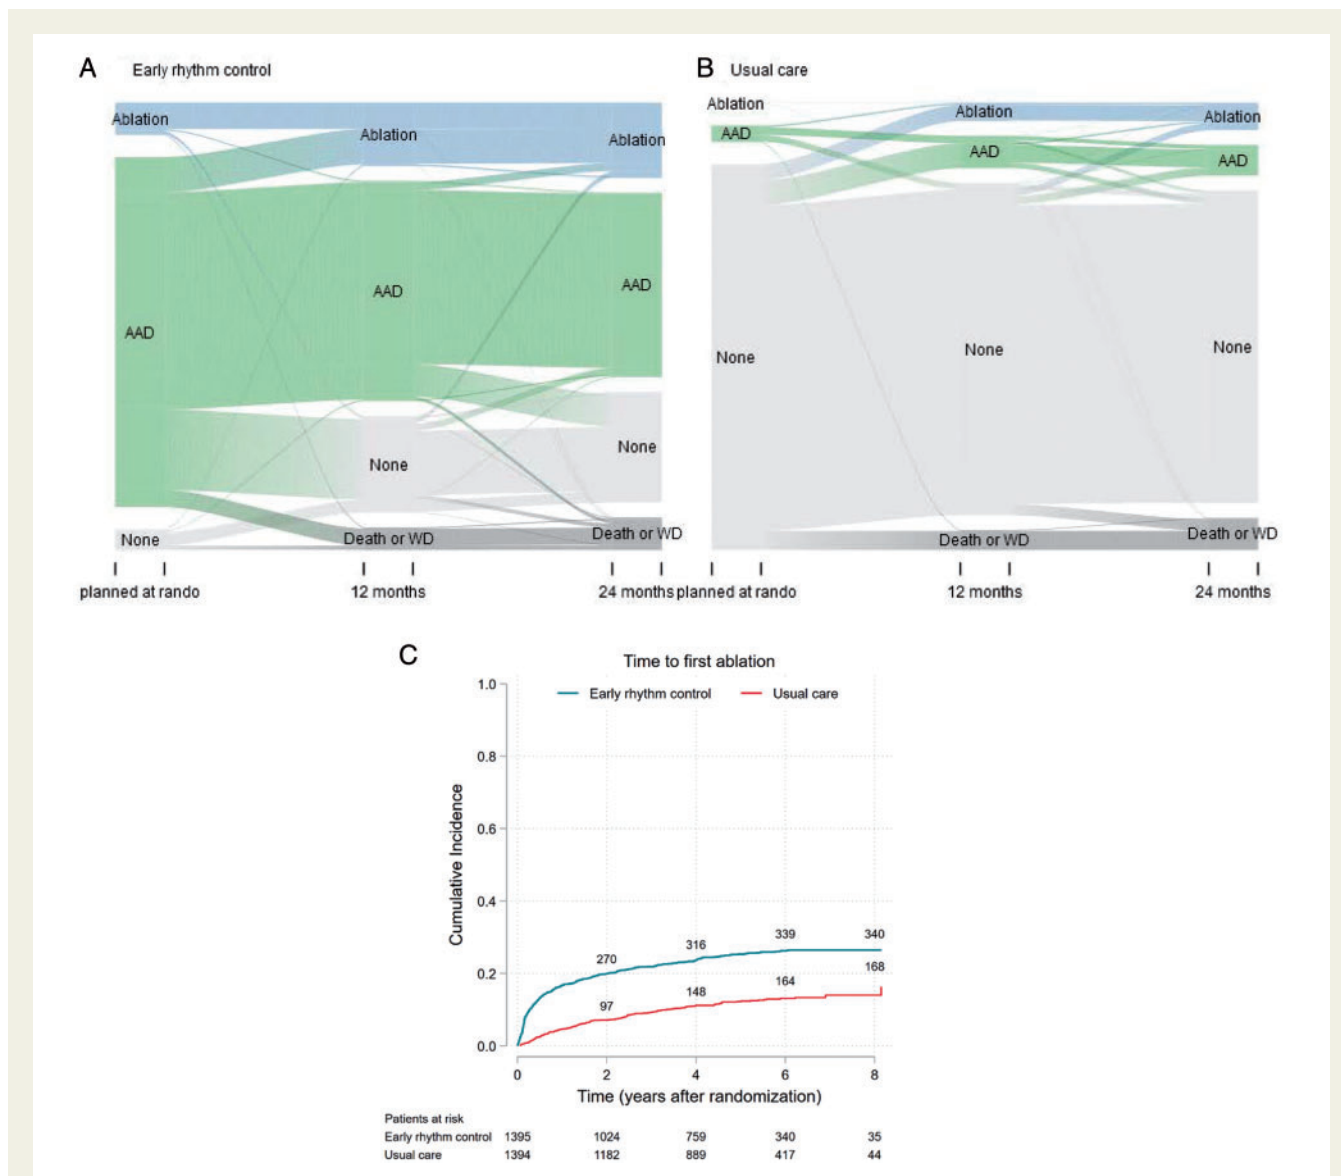 A Early rhythm control
Ablation
AAD
None
Ablation
AAD
None
Death or WD
Ablation
AAD
None
Death or WD
planned at rando 12 months 24 months
B Usual care
Ablation
AAD
None
Ablation
AAD
None
Death or WD
Ablation
AAD
None
Death or WD
planned at rando 12 months 24 months
C
Time to first ablation
Early rhythm control Usual care
Cumulative Incidence
1.0
0.8
0.6
0.4
0.2
0.0
270 316 339 340
97 148 164 168
0 2 4 6 8
Time (years after randomization)
Patients at risk
Early rhythm control 1395 1024 759 340 35
Usual care 1394 1182 889 417 44